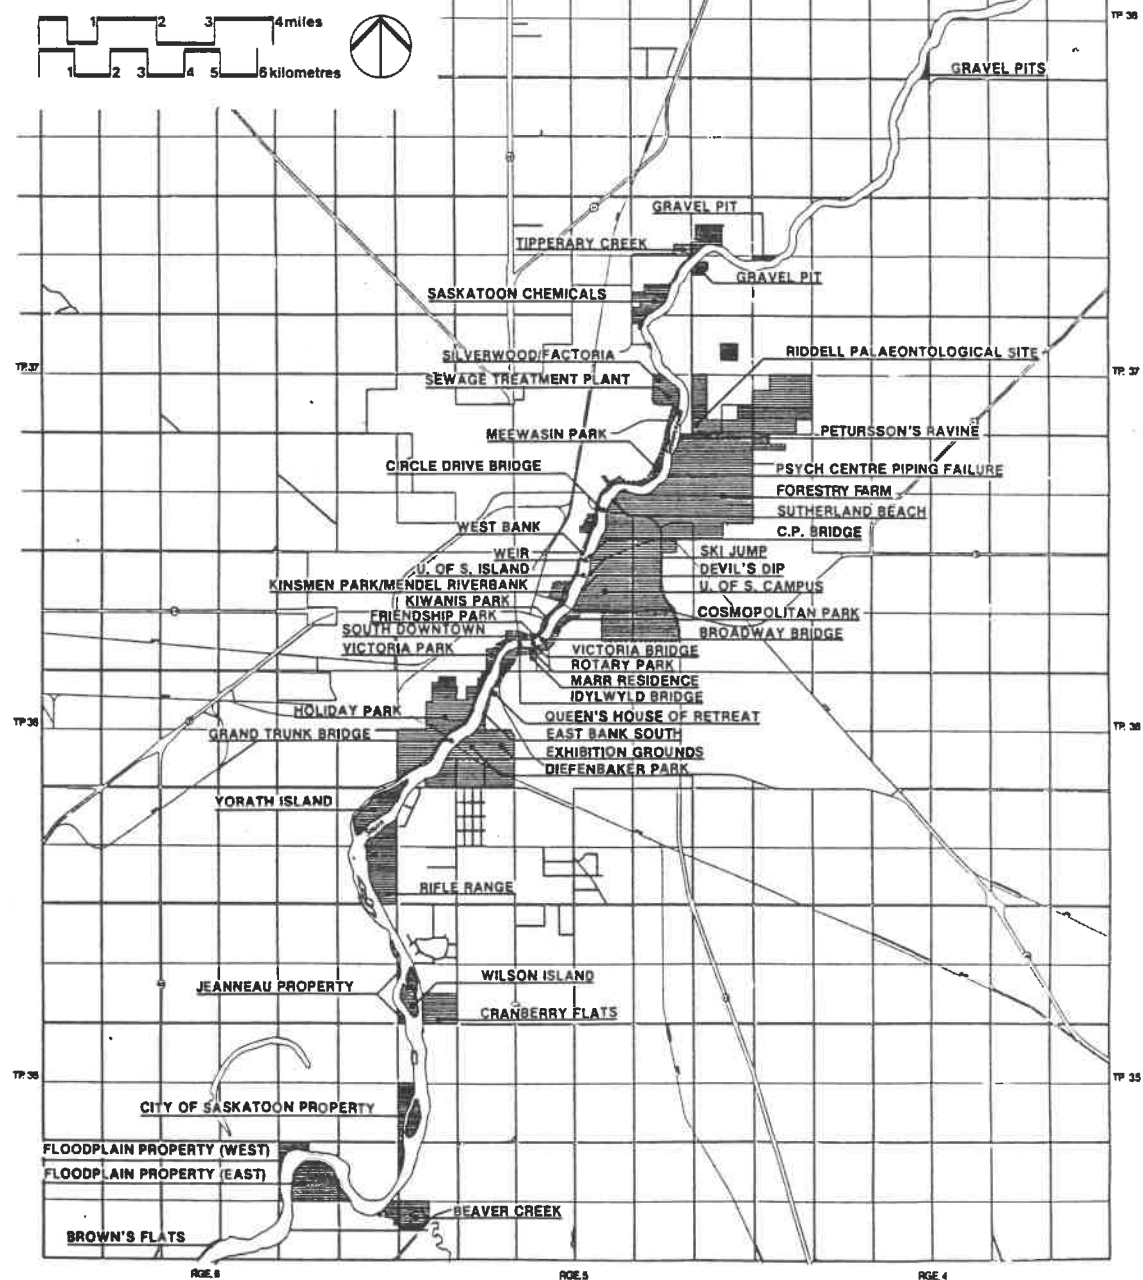 1 2 3 4 miles
1 2 3 4 5 6 kilometres
TP 38
GRAVEL PITS
GRAVEL PIT
TIPPERARY CREEK
GRAVEL PIT
SASKATOON CHEMICALS
SILVERWOOD/FACTORIA
RIDDELL PALAEONTOLOGICAL SITE
TP. 37
TP. 37
SEWAGE TREATMENT PLANT
MEEWASIN PARK
PETURSSON'S RAVINE
CIRCLE DRIVE BRIDGE
PSYCH CENTRE PIPING FAILURE
FORESTRY FARM
SUTHERLAND BEACH
WEST BANK
C.P. BRIDGE
WEIR
SKI JUMP
U. OF S. ISLAND
DEVIL'S DIP
KINSMEN PARK/MENDEL RIVERBANK
U. OF S. CAMPUS
KIWANIS PARK
FRIENDSHIP PARK
COSMOPOLITAN PARK
SOUTH DOWNTOWN
BROADWAY BRIDGE
VICTORIA PARK
VICTORIA BRIDGE
ROTARY PARK
MARR RESIDENCE
IDYLWYLD BRIDGE
HOLIDAY PARK
QUEEN'S HOUSE OF RETREAT
TP 36
TP 36
GRAND TRUNK BRIDGE
EAST BANK SOUTH
EXHIBITION GROUNDS
DIEFENBAKER PARK
YORATH ISLAND
RIFLE RANGE
WILSON ISLAND
JEANNEAU PROPERTY
CRANBERRY FLATS
TP. 35
TP 35
CITY OF SASKATOON PROPERTY
FLOODPLAIN PROPERTY (WEST)
FLOODPLAIN PROPERTY (EAST)
BEAVER CREEK
BROWN'S FLATS
RGE. 6
RGE. 5
RGE. 4